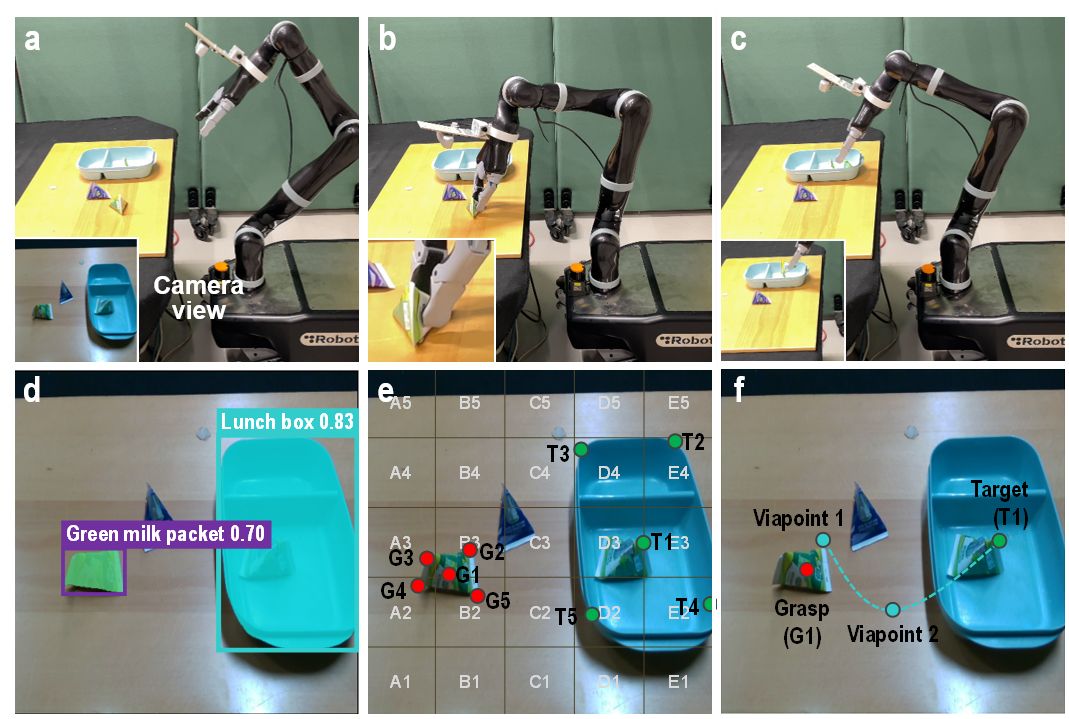 a
b
c
Camera
view
Robot
Robot
Robot
d
Lunch box 0.83
Green milk packet 0.70
e
A5 B5 C5 D5 E5
T3 T2
A4 B4 C4 D4 E4
A3 B3 C3 D3 T1 E3
G3 G2
G1
G4 G5
A2 B2 C2 T5 D2 T4 E2
A1 B1 C1 D1 E1
f
Target
(T1)
Viapoint 1
Grasp
(G1)
Viapoint 2